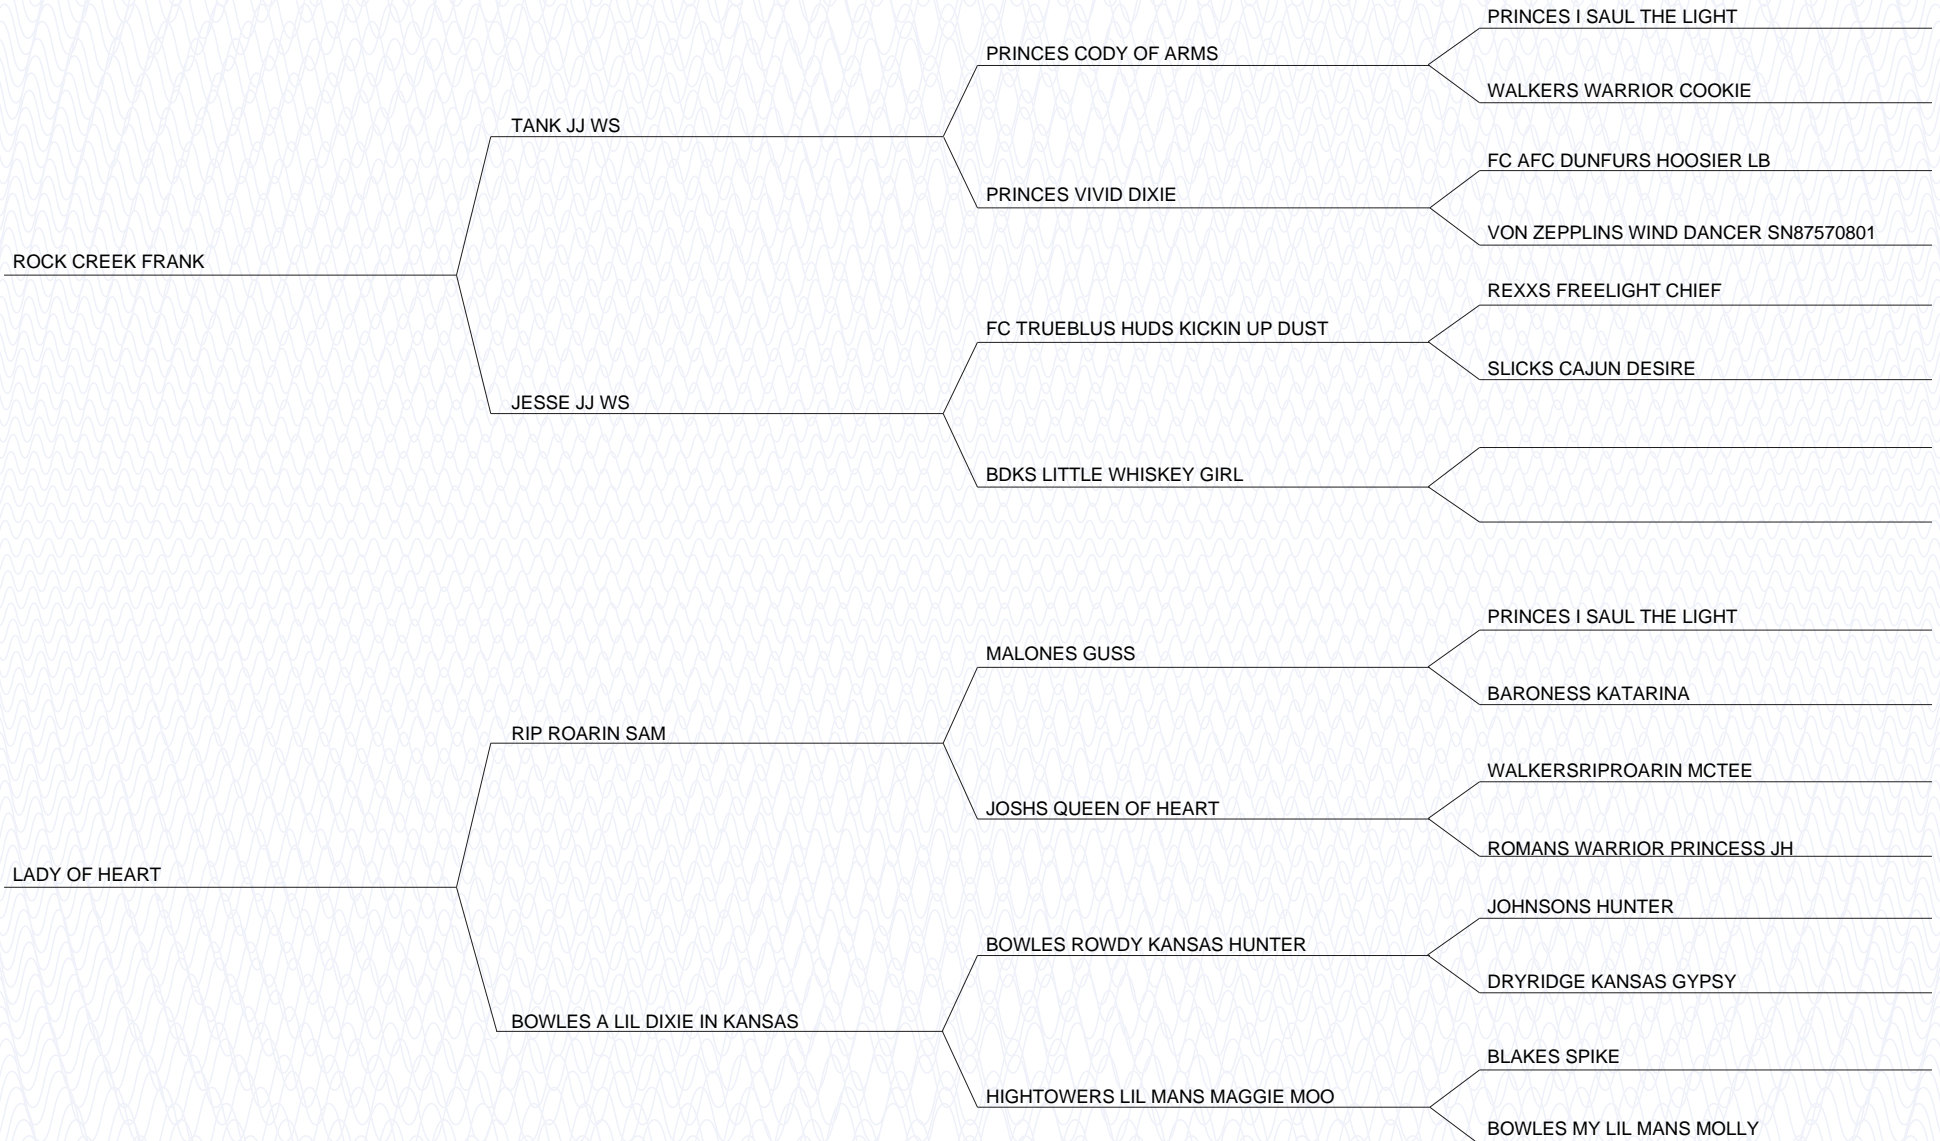 PRINCES I SAUL THE LIGHT
PRINCES CODY OF ARMS
WALKERS WARRIOR COOKIE
TANK JJ WS
FC AFC DUNFURS HOOSIER LB
PRINCES VIVID DIXIE
VON ZEPPLINS WIND DANCER SN87570801
ROCK CREEK FRANK
REXXS FREELIGHT CHIEF
FC TRUEBLUS HUDS KICKIN UP DUST
SLICKS CAJUN DESIRE
JESSE JJ WS
BDKS LITTLE WHISKEY GIRL
PRINCES I SAUL THE LIGHT
MALONES GUSS
BARONESS KATARINA
RIP ROARIN SAM
WALKERSRIPROARIN MCTEE
JOSHS QUEEN OF HEART
ROMANS WARRIOR PRINCESS JH
LADY OF HEART
JOHNSONS HUNTER
BOWLES ROWDY KANSAS HUNTER
DRYRIDGE KANSAS GYPSY
BOWLES A LIL DIXIE IN KANSAS
BLAKES SPIKE
HIGHTOWERS LIL MANS MAGGIE MOO
BOWLES MY LIL MANS MOLLY